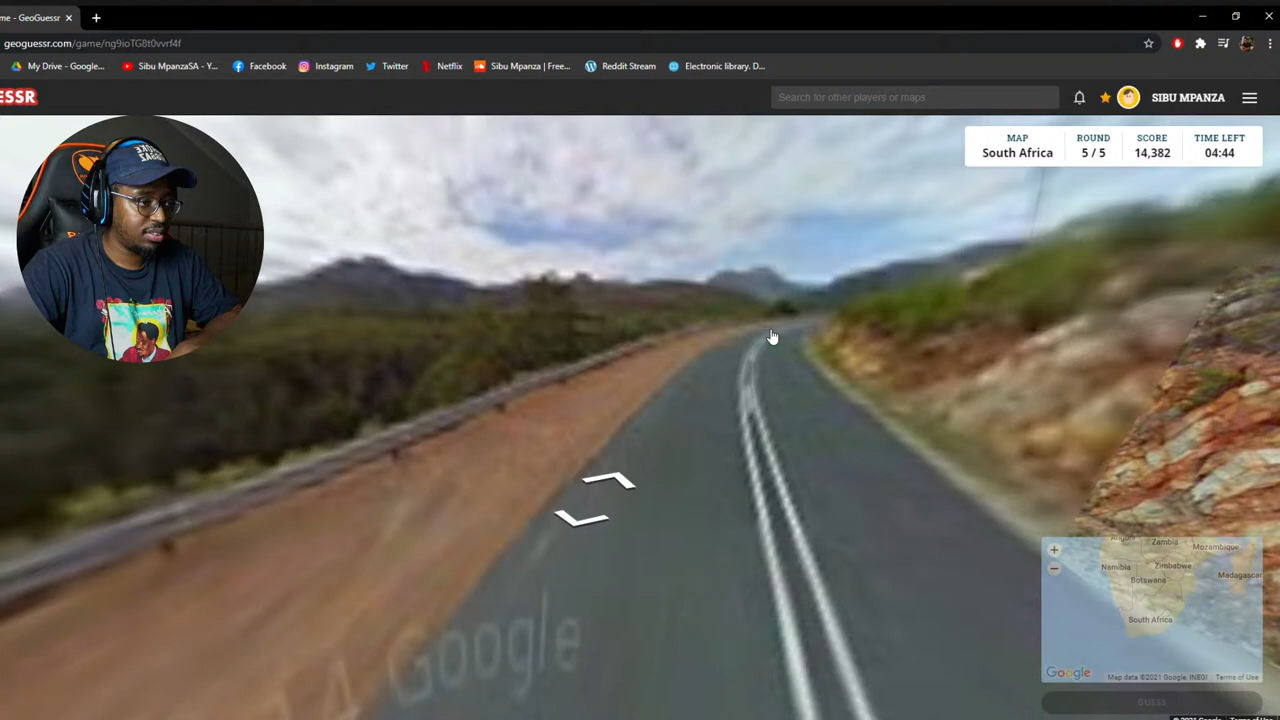 me - GeoGuessr
geoguessr.com/game/ng9ioTG8t0vvrf4f
My Drive - Google... Sibu MpanzaSA - Y... Facebook Instagram Twitter Netflix Sibu Mpanza | Free... Reddit Stream Electronic library. D...
ESSR
Search for other players or maps
SIBU MPANZA
MAP ROUND SCORE TIME LEFT
South Africa 5 / 5 14,382 04:44
Google
Zambia
Mozambique
Namibia Zimbabwe
Madagascar
Botswana
South Africa
Google Map data ©2021 Google, INEGI Terms of Use
GUESS